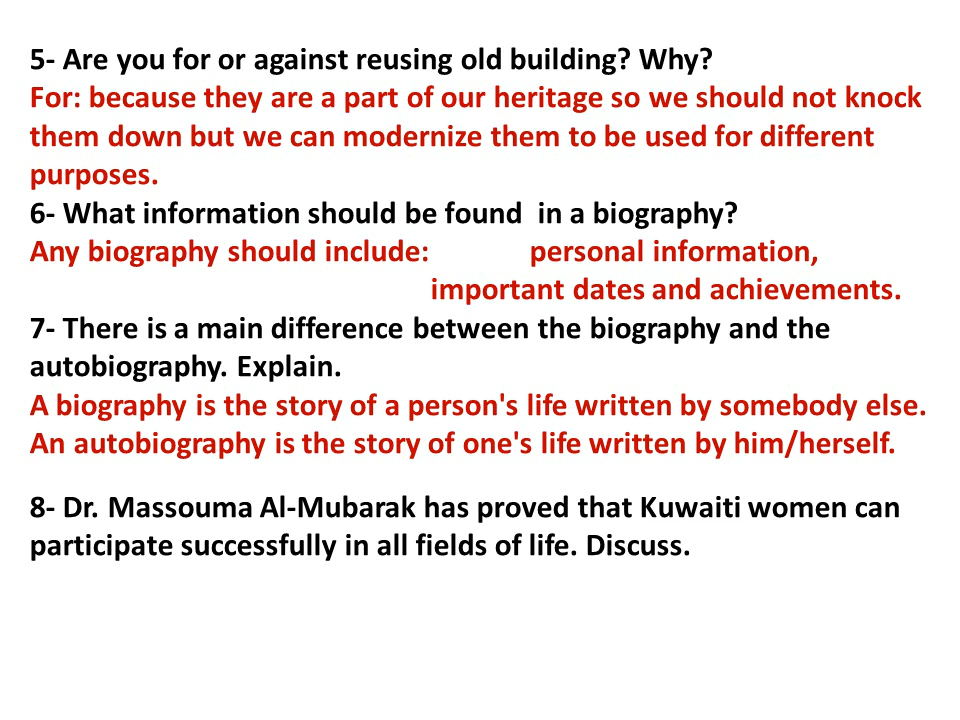 5- Are you for or against reusing old building? Why?
For: because they are a part of our heritage so we should not knock
them down but we can modernize them to be used for different
purposes.
6- What information should be found  in a biography?
Any biography should include:             personal information,
important dates and achievements.
7- There is a main difference between the biography and the
autobiography. Explain.
A biography is the story of a person's life written by somebody else.
An autobiography is the story of one's life written by him/herself.
8- Dr. Massouma Al-Mubarak has proved that Kuwaiti women can
participate successfully in all fields of life. Discuss.